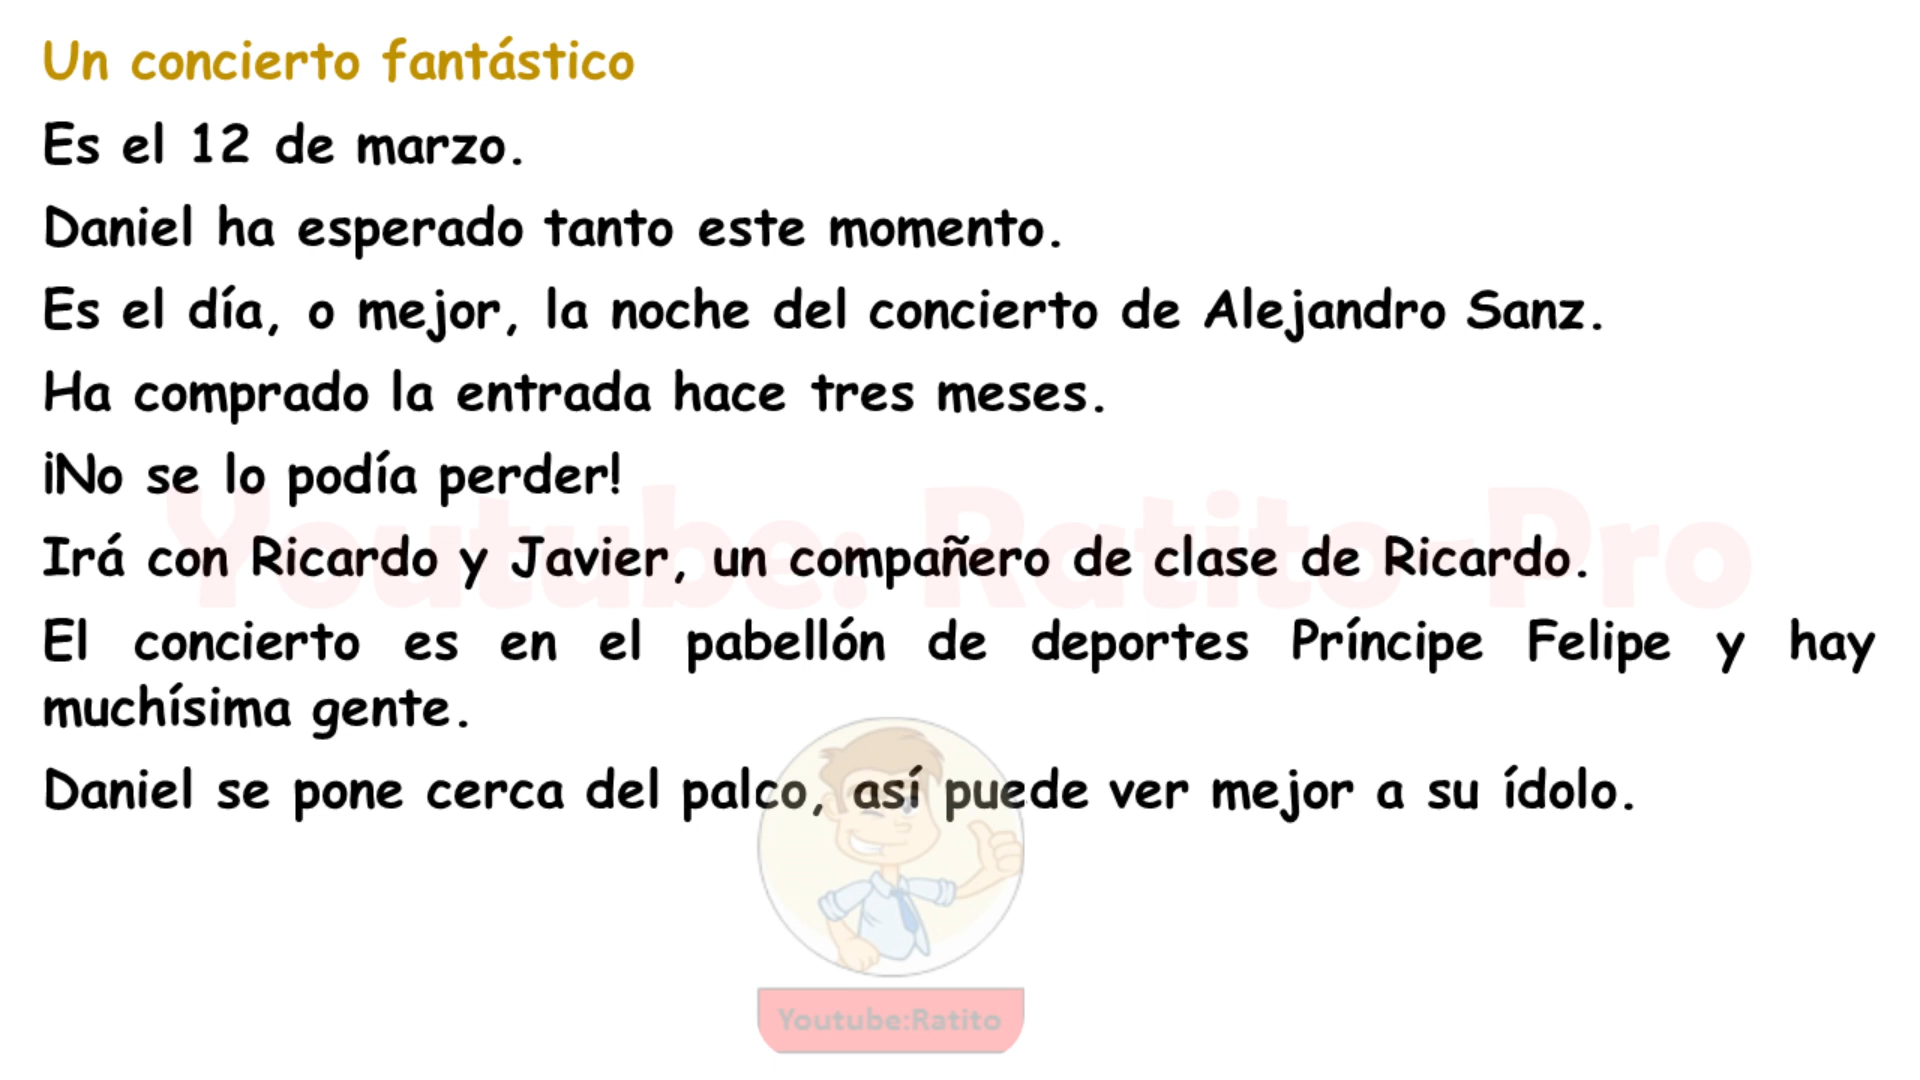 Un concierto fantástico
Es el 12 de marzo.
Daniel ha esperado tanto este momento.
Es el día, o mejor, la noche del concierto de Alejandro Sanz.
Ha comprado la entrada hace tres meses.
¡No se lo podía perder!
Irá con Ricardo y Javier, un compañero de clase de Ricardo.
El concierto es en el pabellón de deportes Príncipe Felipe y hay
muchísima gente.
Daniel se pone cerca del palco, así puede ver mejor a su ídolo.
Youtube: Ratito-Pro
Youtube:Ratito